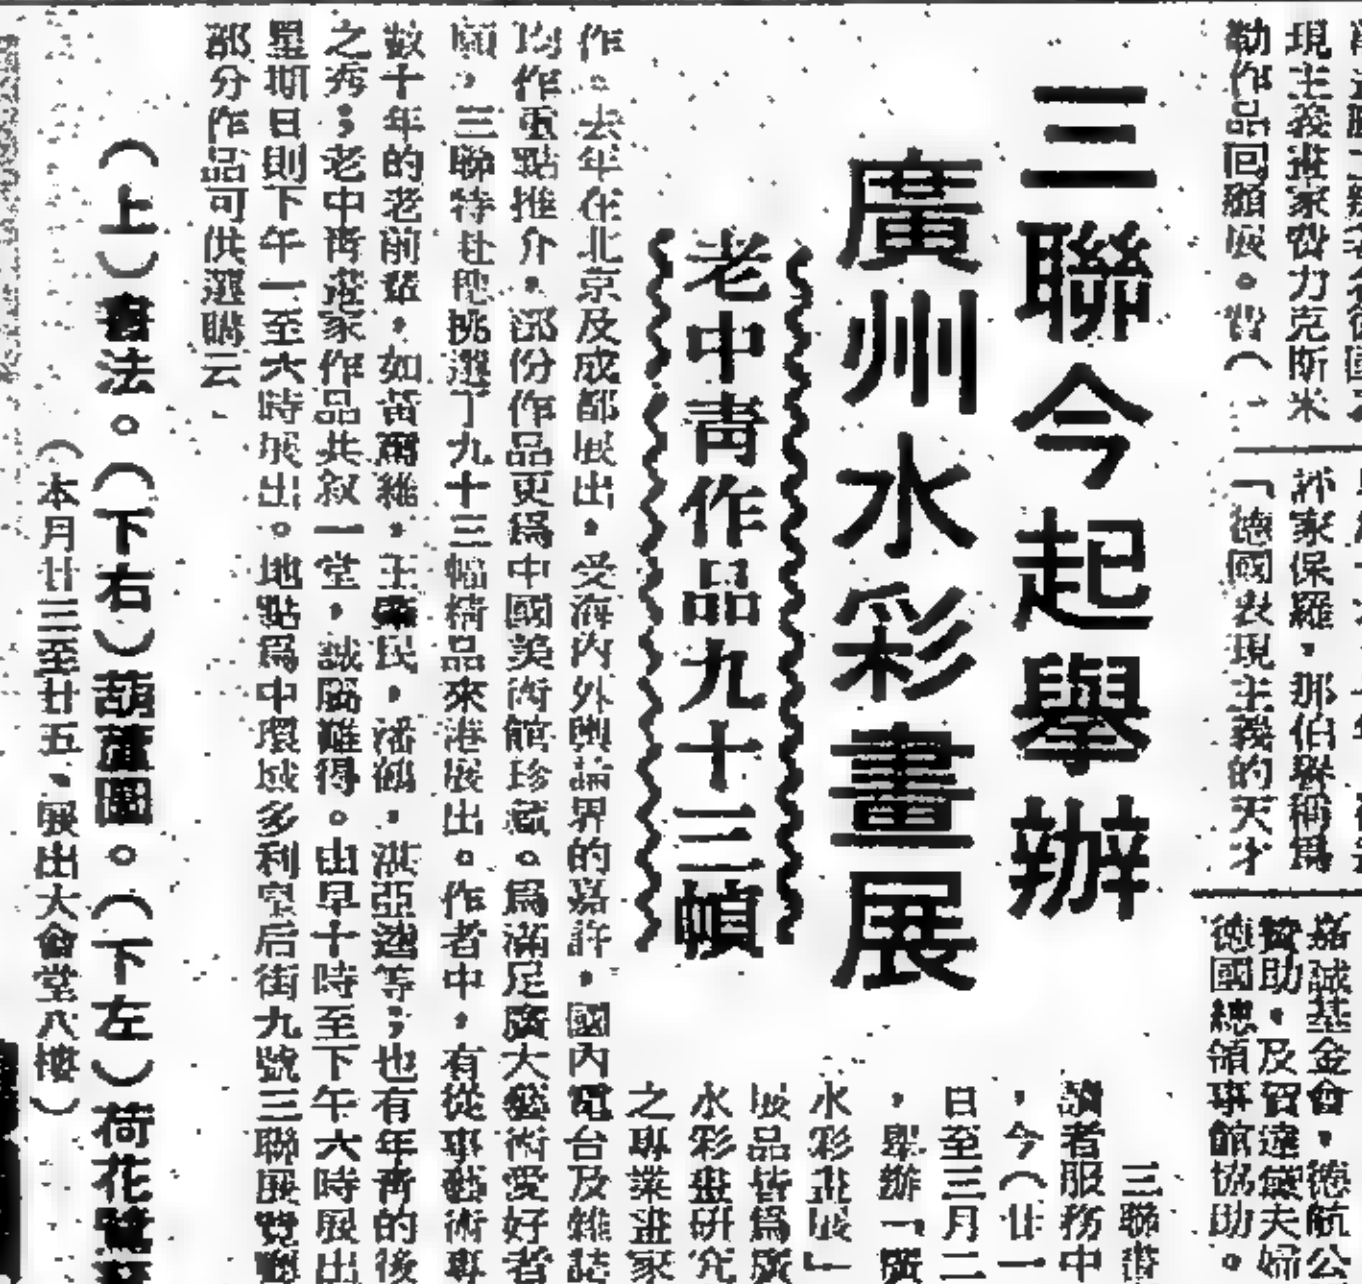 現主義畫家費力克斯米
勒作品回顧展。費(一
評家保羅，那伯譽稱爲
「德國表現主義的天才
嘉誠基金會，德航公
贊助，及宿遠威夫婦
德國總領事館協助。
三聯今起舉辦
廣州水彩畫展
老中青作品九十三幀
三聯書
讀者服務中
，今(廿一
日至三月二
，舉辦「廣
水彩畫展」
展品皆爲廣
水彩畫研究
之專業畫家
作。去年在北京及成都展出，受海內外輿論界的嘉許，國內電台及雜誌
均作重點推介，部份作品更爲中國美術館珍藏。爲滿足廣大藝術愛好者
願，三聯特赴穗挑選了九十三幅精品來港展出。作者中，有從事藝術專
數十年的老前輩，如黃篤維，王肇民，潘鶴，洪亞逵等；也有年青的後
之秀；老中青畫家作品共叙一堂，誠屬難得。由早十時至下午六時展出
星期日則下午一至六時展出。地點爲中環域多利皇后街九號三聯展覽廳
部分作品可供選購云、
(上)書法。(下右)葫蘆圖。(下左)荷花鷺
(本月廿三至廿五、展出大會堂八樓)